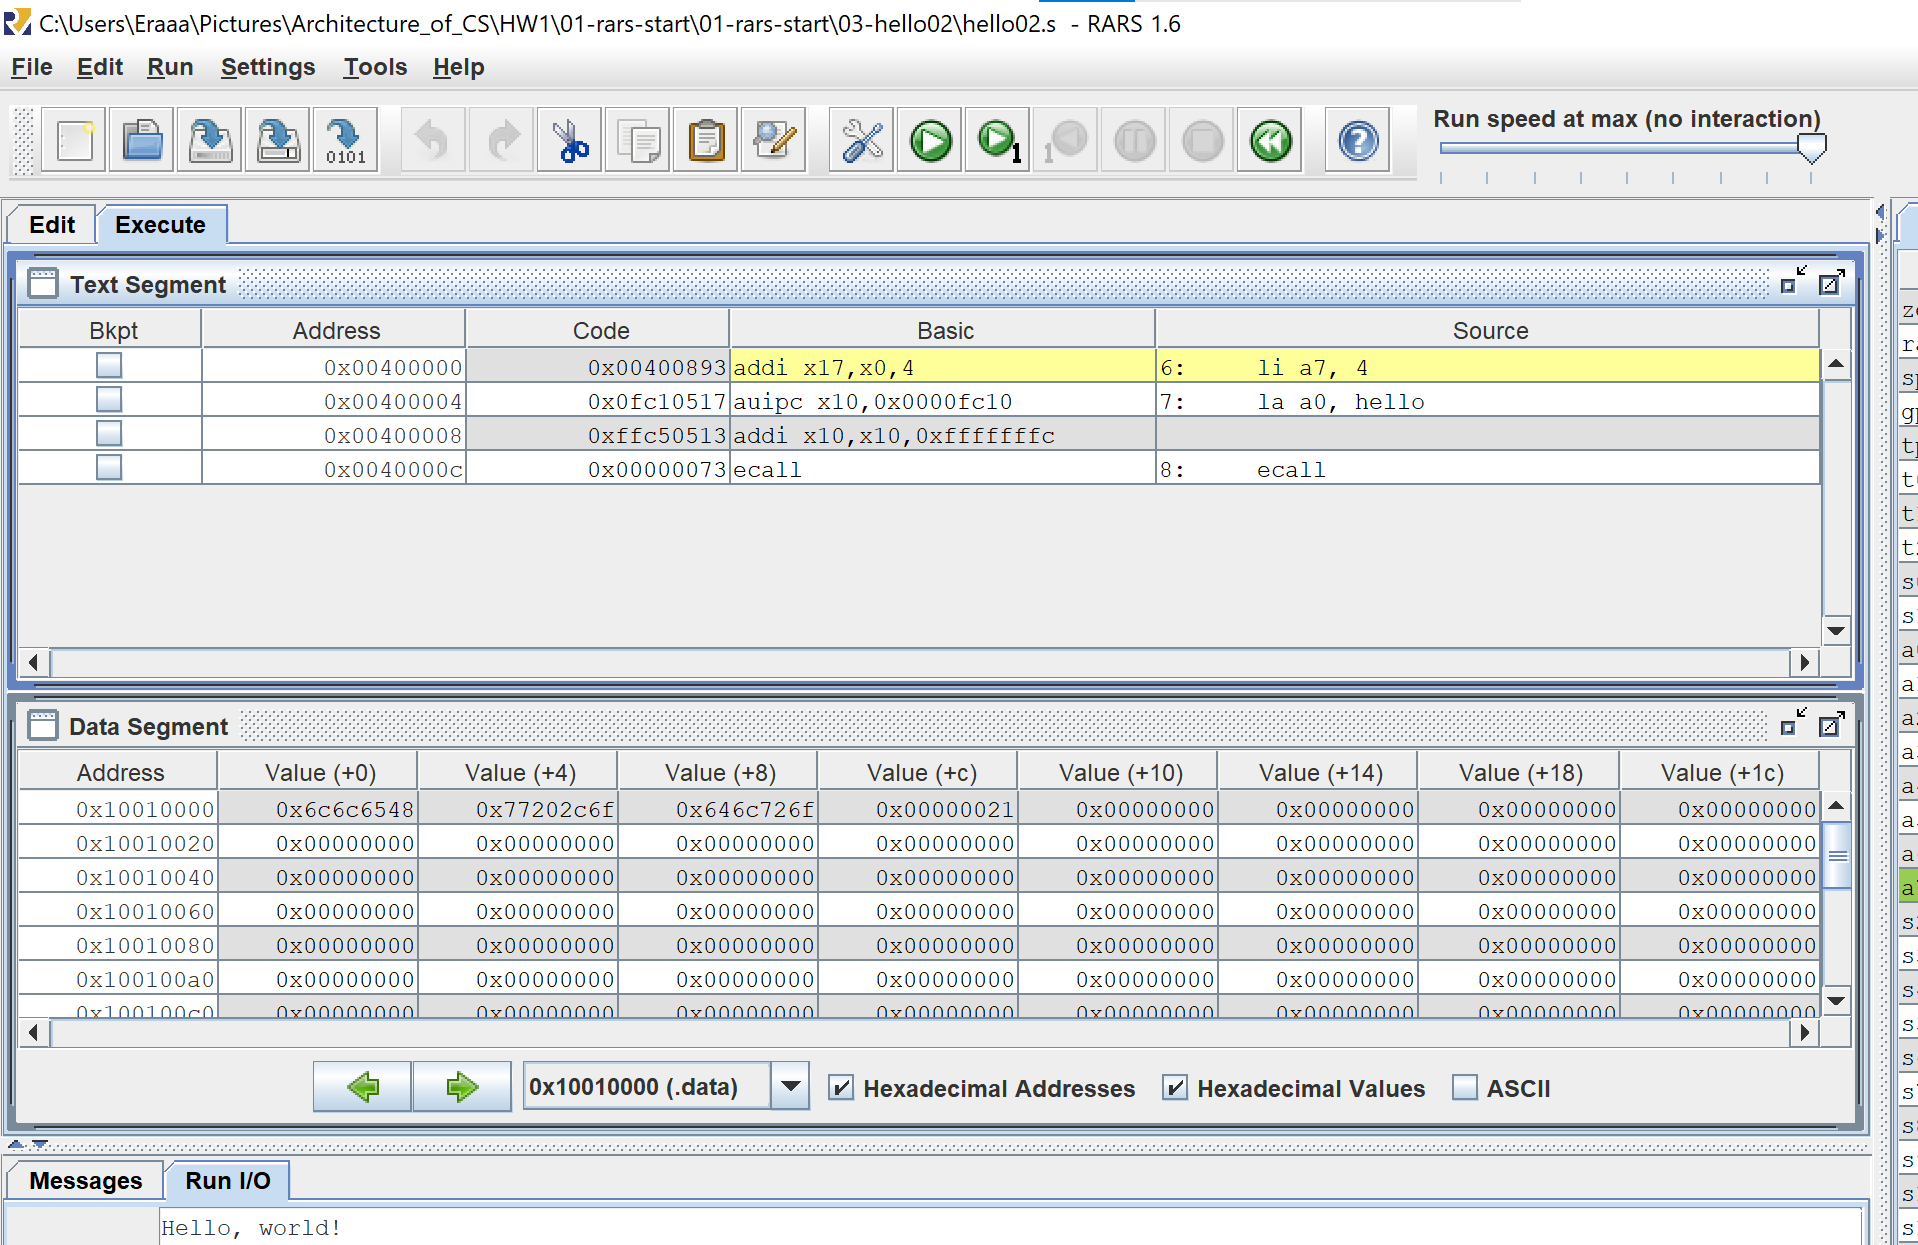 C:\Users\Eraaa\Pictures\Architecture_of_CS\HW1\01-rars-start\01-rars-start\03-hello02\hello02.s - RARS 1.6
File Edit Run Settings Tools Help
Run speed at max (no interaction)
0101 1 1
Edit Execute
Text Segment
Bkpt Address Code Basic Source
0x00400000 0x00400893 addi x17,x0,4 6: li a7, 4
0x00400004 0x0fc10517 auipc x10,0x0000fc10 7: la a0, hello
0x00400008 0xffc50513 addi x10,x10,0xfffffffc
0x0040000c 0x00000073 ecall 8: ecall
Data Segment
Address Value (+0) Value (+4) Value (+8) Value (+c) Value (+10) Value (+14) Value (+18) Value (+1c)
0x10010000 0x6c6c6548 0x77202c6f 0x646c726f 0x00000021 0x00000000 0x00000000 0x00000000 0x00000000
0x10010020 0x00000000 0x00000000 0x00000000 0x00000000 0x00000000 0x00000000 0x00000000 0x00000000
0x10010040 0x00000000 0x00000000 0x00000000 0x00000000 0x00000000 0x00000000 0x00000000 0x00000000
0x10010060 0x00000000 0x00000000 0x00000000 0x00000000 0x00000000 0x00000000 0x00000000 0x00000000
0x10010080 0x00000000 0x00000000 0x00000000 0x00000000 0x00000000 0x00000000 0x00000000 0x00000000
0x100100a0 0x00000000 0x00000000 0x00000000 0x00000000 0x00000000 0x00000000 0x00000000 0x00000000
0x100100c0 0x00000000 0x00000000 0x00000000 0x00000000 0x00000000 0x00000000 0x00000000 0x00000000
0x10010000 (.data) Hexadecimal Addresses Hexadecimal Values ASCII
Messages Run I/O
Hello, world!